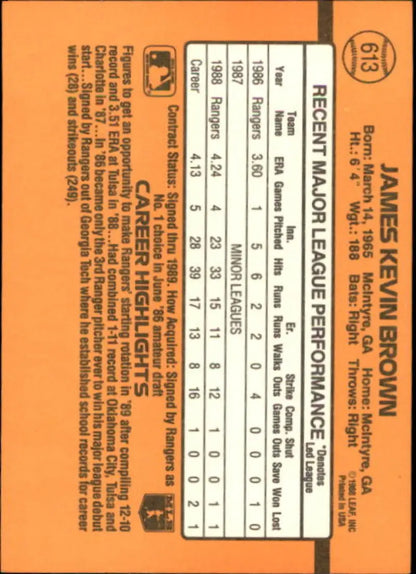 613
JAMES KEVIN BROWN
Born: March 14, 1965 McIntyre, GA Home: McIntyre, GA
Ht.: 6' 4" Wgt.: 188 Bats: Right Throws: Right
© 1988 LEAF, INC.
Printed in USA
RECENT MAJOR LEAGUE PERFORMANCE *Denotes Led League
Year Team Name ERA Games Inn. Pitched Hits Runs Er. Runs Walks Strike Outs Comp. Games Shut Outs Save Won Lost
1986 Rangers 3.60 1 5 6 2 2 0 4 0 0 0 1 0
1987 MINOR LEAGUES
1988 Rangers 4.24 4 23 33 15 11 8 12 1 0 0 1 1
Career 4.13 5 28 39 17 13 8 16 1 0 0 2 1
Contract Status: Signed thru 1989. How Acquired: Signed by Rangers as
No 1 choice in June '86 amateur draft
CAREER HIGHLIGHTS
Figures to get an opportunity to make Rangers' starting rotation in '89 after compiling 12-10
record and 3.51 ERA at Tulsa in '88...Had combined 1-11 record at Oklahoma City, Tulsa and
Charlotte in '87...In '86 became only the 3rd Ranger pitcher ever to win his major league debut
start...Signed by Rangers out of Georgia Tech where he established school records for career
wins (28) and strikeouts (249).